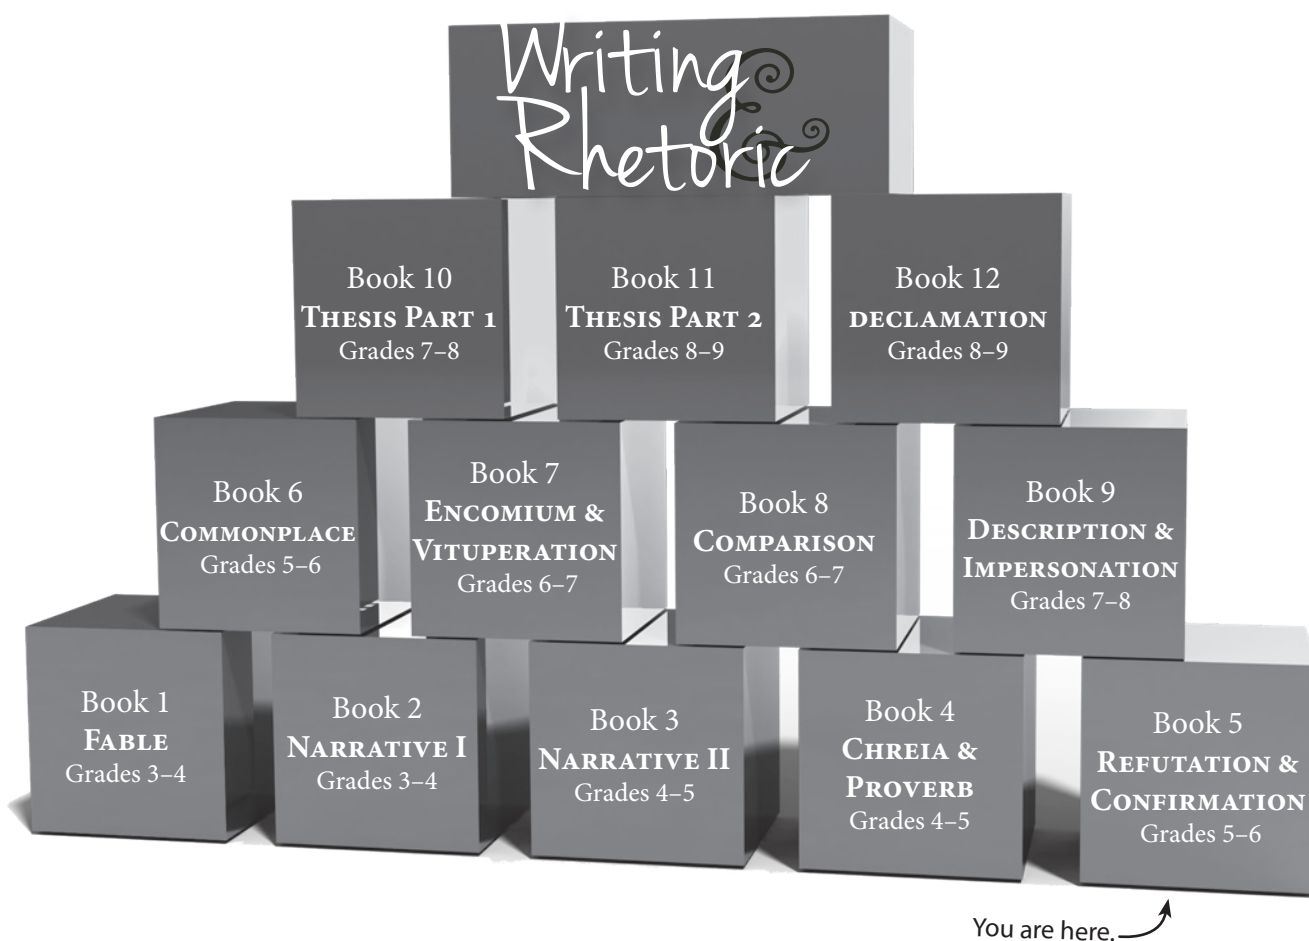 Writing &
Rhetoric
Book 10
THESIS PART 1
Grades 7–8
Book 11
THESIS PART 2
Grades 8–9
Book 12
DECLAMATION
Grades 8–9
Book 6
COMMONPLACE
Grades 5–6
Book 7
ENCOMIUM &
VITUPERATION
Grades 6–7
Book 8
COMPARISON
Grades 6–7
Book 9
DESCRIPTION &
IMPERSONATION
Grades 7–8
Book 1
FABLE
Grades 3–4
Book 2
NARRATIVE I
Grades 3–4
Book 3
NARRATIVE II
Grades 4–5
Book 4
CHREIA &
PROVERB
Grades 4–5
Book 5
REFUTATION &
CONFIRMATION
Grades 5–6
You are here.